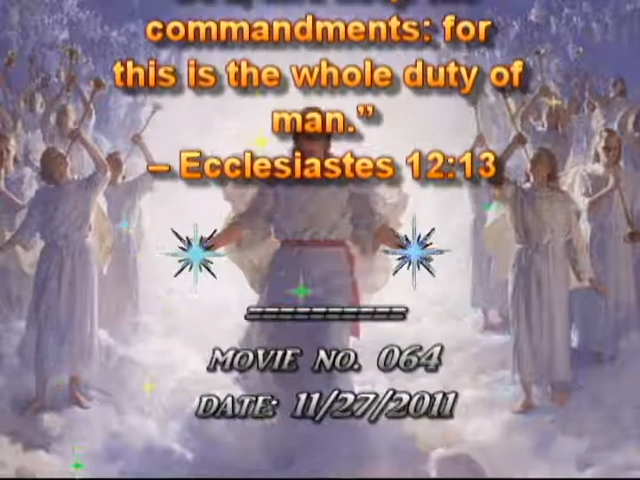 commandments: for
this is the whole duty of
man.”
– Ecclesiastes 12:13
==========
MOVIE NO. 064
DATE: 11/27/2011